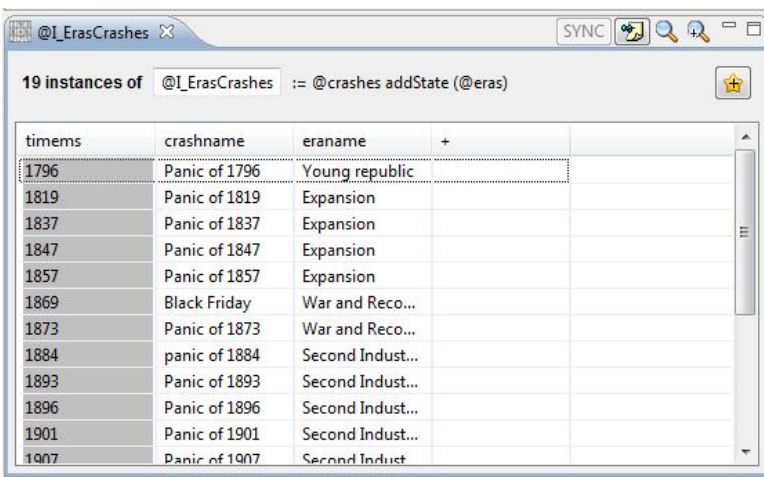 @I_ErasCrashes
SYNC
19 instances of @I_ErasCrashes := @crashes addState (@eras)
timems crashname eraname +
1796 Panic of 1796 Young republic
1819 Panic of 1819 Expansion
1837 Panic of 1837 Expansion
1847 Panic of 1847 Expansion
1857 Panic of 1857 Expansion
1869 Black Friday War and Reco...
1873 Panic of 1873 War and Reco...
1884 panic of 1884 Second Indust...
1893 Panic of 1893 Second Indust...
1896 Panic of 1896 Second Indust...
1901 Panic of 1901 Second Indust...
1907 Panic of 1907 Second Indust